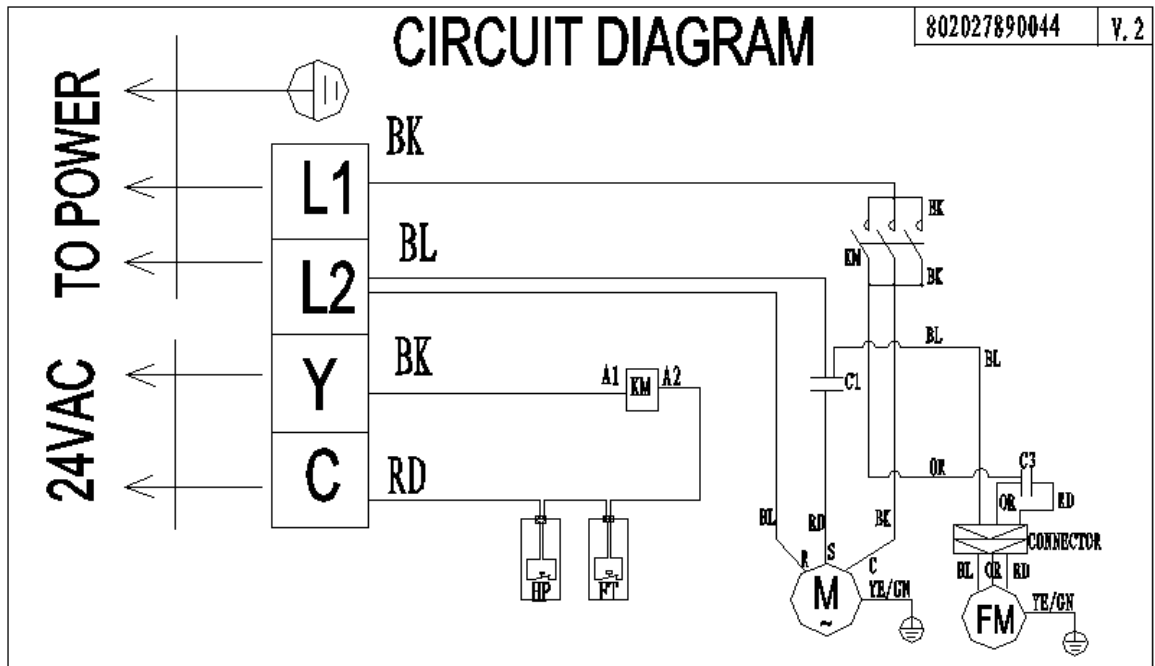 CIRCUIT DIAGRAM
802027890044 V.2
TO POWER
24VAC
BK
L1
BL
L2
BK
Y
RD
C
A1 KM A2
HP
FT
BK
KM
BK
BL
BL
C1
OR
C3
OR
RD
CONNECTOR
BL
RD
BK
R
S
C
M
~
YE/GN
BL OR RD
FM
YE/GN